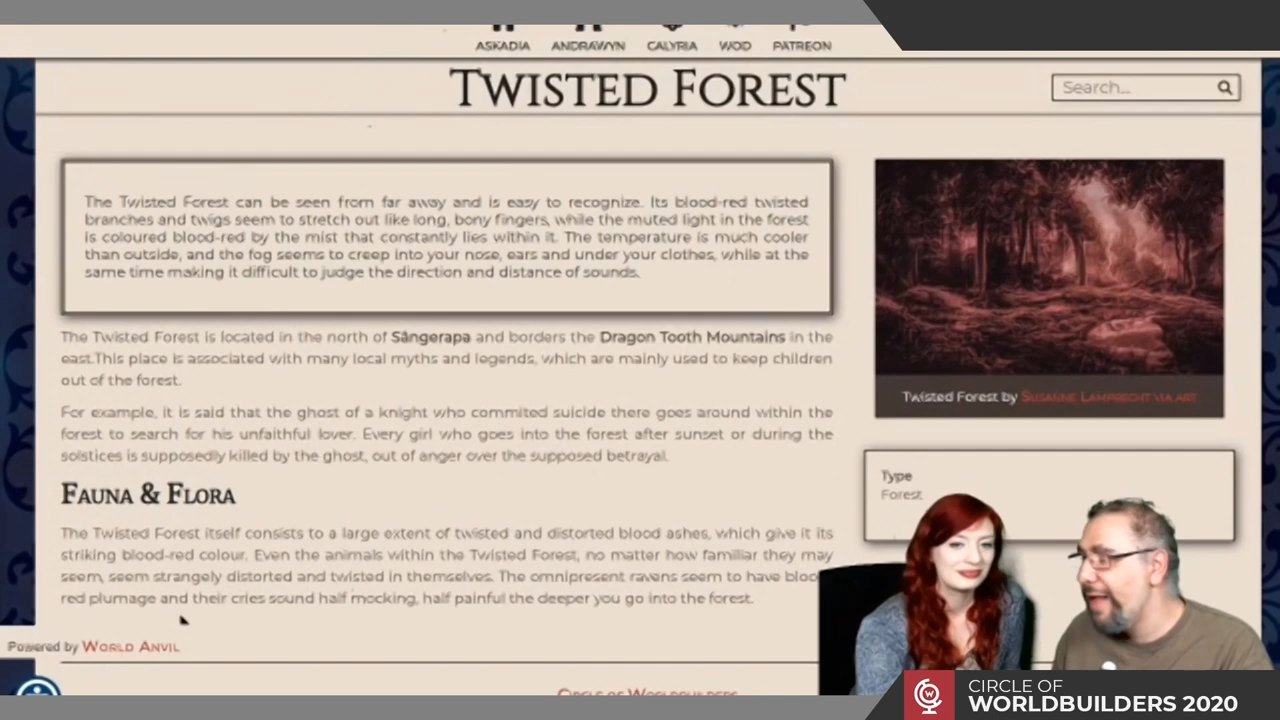 ASKADIA ANDRAWYN CALYRIA WOD PATREON
TWISTED FOREST
Search...
The Twisted Forest can be seen from far away and is easy to recognize. Its blood-red twisted
branches and twigs seem to stretch out like long, bony fingers, while the muted light in the forest
is coloured blood-red by the mist that constantly lies within it. The temperature is much cooler
than outside, and the fog seems to creep into your nose, ears and under your clothes, while at the
same time making it difficult to judge the direction and distance of sounds.
Twisted Forest by SUSANNE LAMPRECHT VIA ART
The Twisted Forest is located in the north of Sângerapa and borders the Dragon Tooth Mountains in the
east.This place is associated with many local myths and legends, which are mainly used to keep children
out of the forest.
For example, it is said that the ghost of a knight who commited suicide there goes around within the
forest to search for his unfaithful lover. Every girl who goes into the forest after sunset or during the
solstices is supposedly killed by the ghost, out of anger over the supposed betrayal.
Type
Forest
FAUNA & FLORA
The Twisted Forest itself consists to a large extent of twisted and distorted blood ashes, which give it its
striking blood-red colour. Even the animals within the Twisted Forest, no matter how familiar they may
seem, seem strangely distorted and twisted in themselves. The omnipresent ravens seem to have blood
red plumage and their cries sound half mocking, half painful the deeper you go into the forest.
Powered by WORLD ANVIL
CIRCLE OF WORLDBUILDERS
W
CIRCLE OF
WORLDBUILDERS 2020